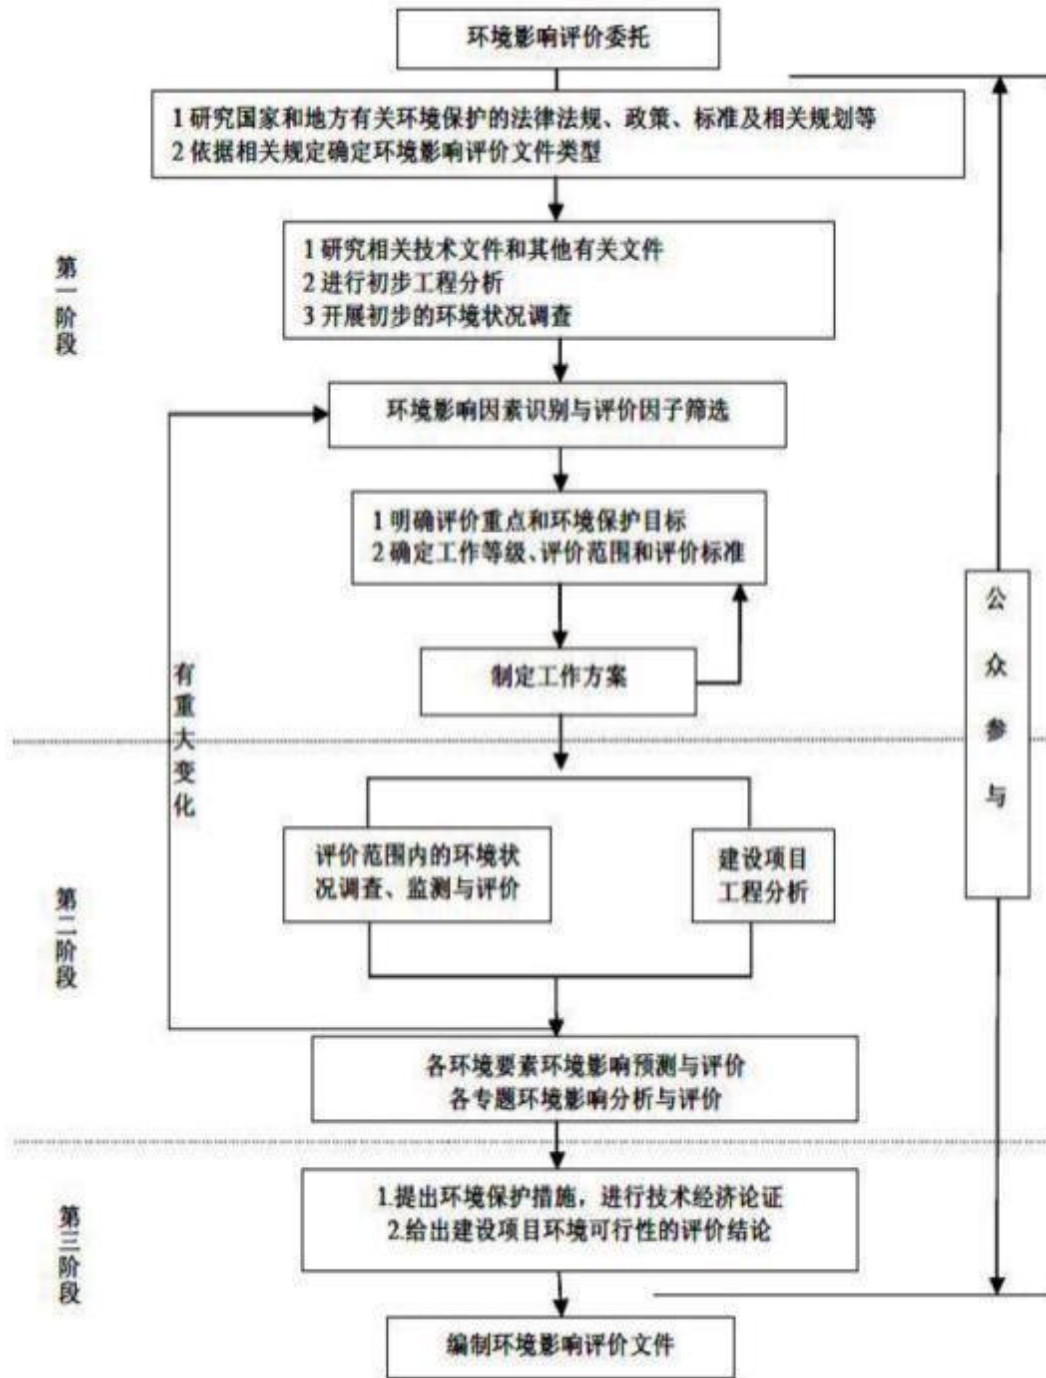 环境影响评价委托
1 研究国家和地方有关环境保护的法律法规、政策、标准及相关规划等
2 依据相关规定确定环境影响评价文件类型
第一阶段
1 研究相关技术文件和其他有关文件
2 进行初步工程分析
3 开展初步的环境状况调查
环境影响因素识别与评价因子筛选
1 明确评价重点和环境保护目标
2 确定工作等级、评价范围和评价标准
公众参与
制定工作方案
有重大变化
第二阶段
评价范围内的环境状
况调查、监测与评价
建设项目
工程分析
各环境要素环境影响预测与评价
各专题环境影响分析与评价
第三阶段
1.提出环境保护措施，进行技术经济论证
2.给出建设项目环境可行性的评价结论
编制环境影响评价文件